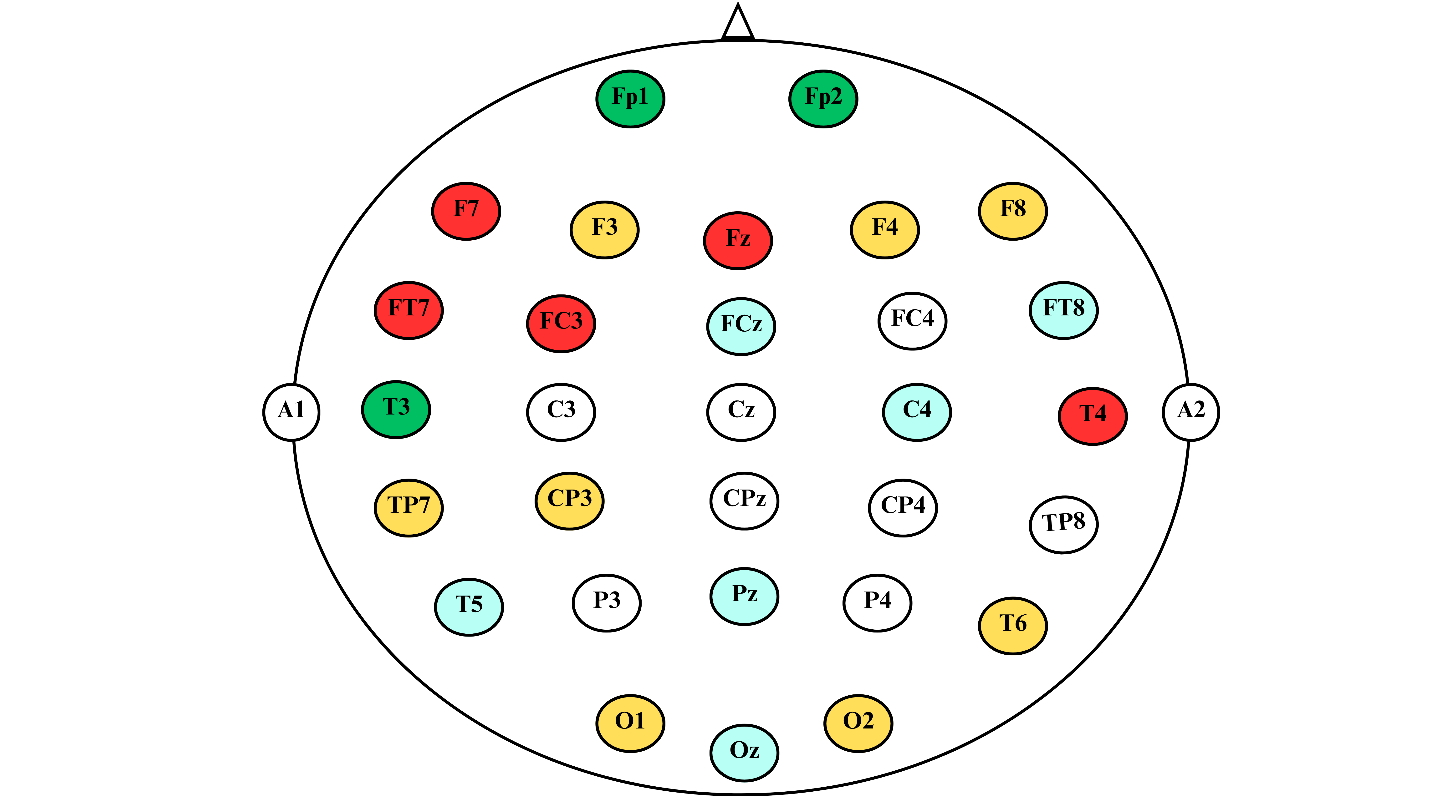 Fp1 Fp2
F7 F3 Fz F4 F8
FT7 FC3 FCz FC4 FT8
A1 T3 C3 Cz C4 T4 A2
TP7 CP3 CPz CP4 TP8
T5 P3 Pz P4 T6
O1 Oz O2